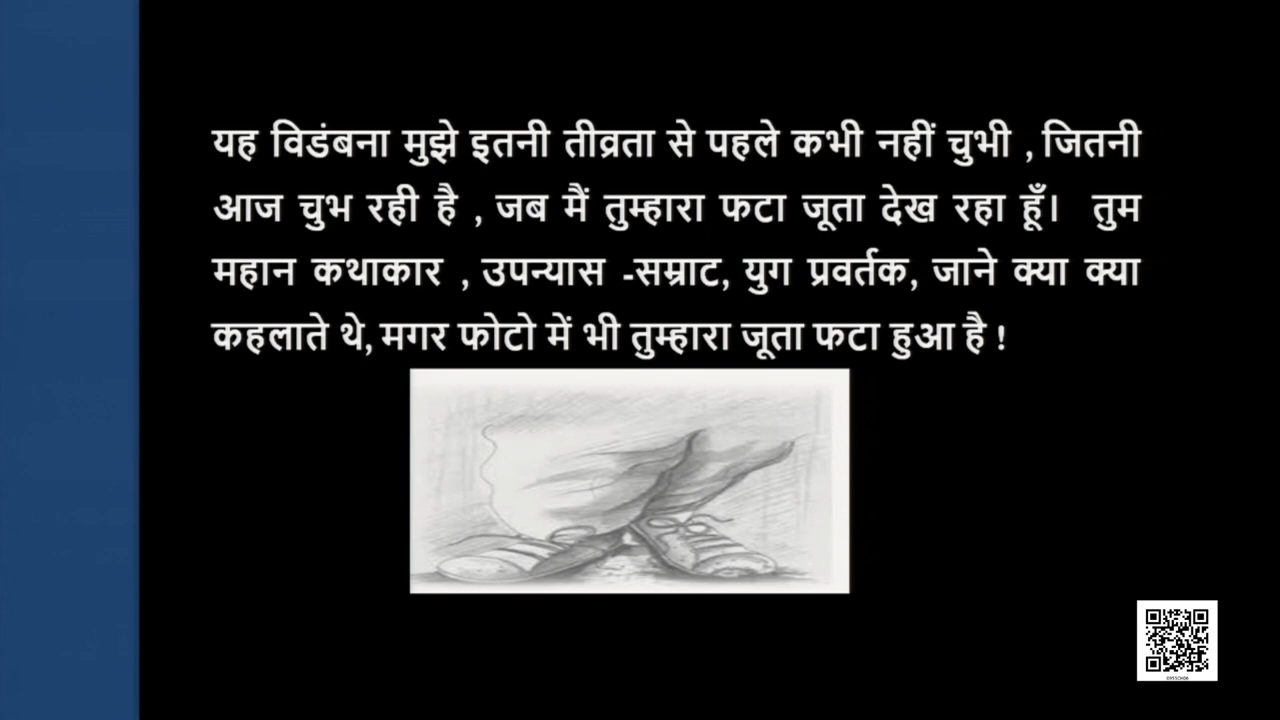 यह विडंबना मुझे इतनी तीव्रता से पहले कभी नहीं चुभी , जितनी
आज चुभ रही है , जब मैं तुम्हारा फटा जूता देख रहा हूँ। तुम
महान कथाकार , उपन्यास -सम्राट, युग प्रवर्तक, जाने क्या क्या
कहलाते थे, मगर फोटो में भी तुम्हारा जूता फटा हुआ है !